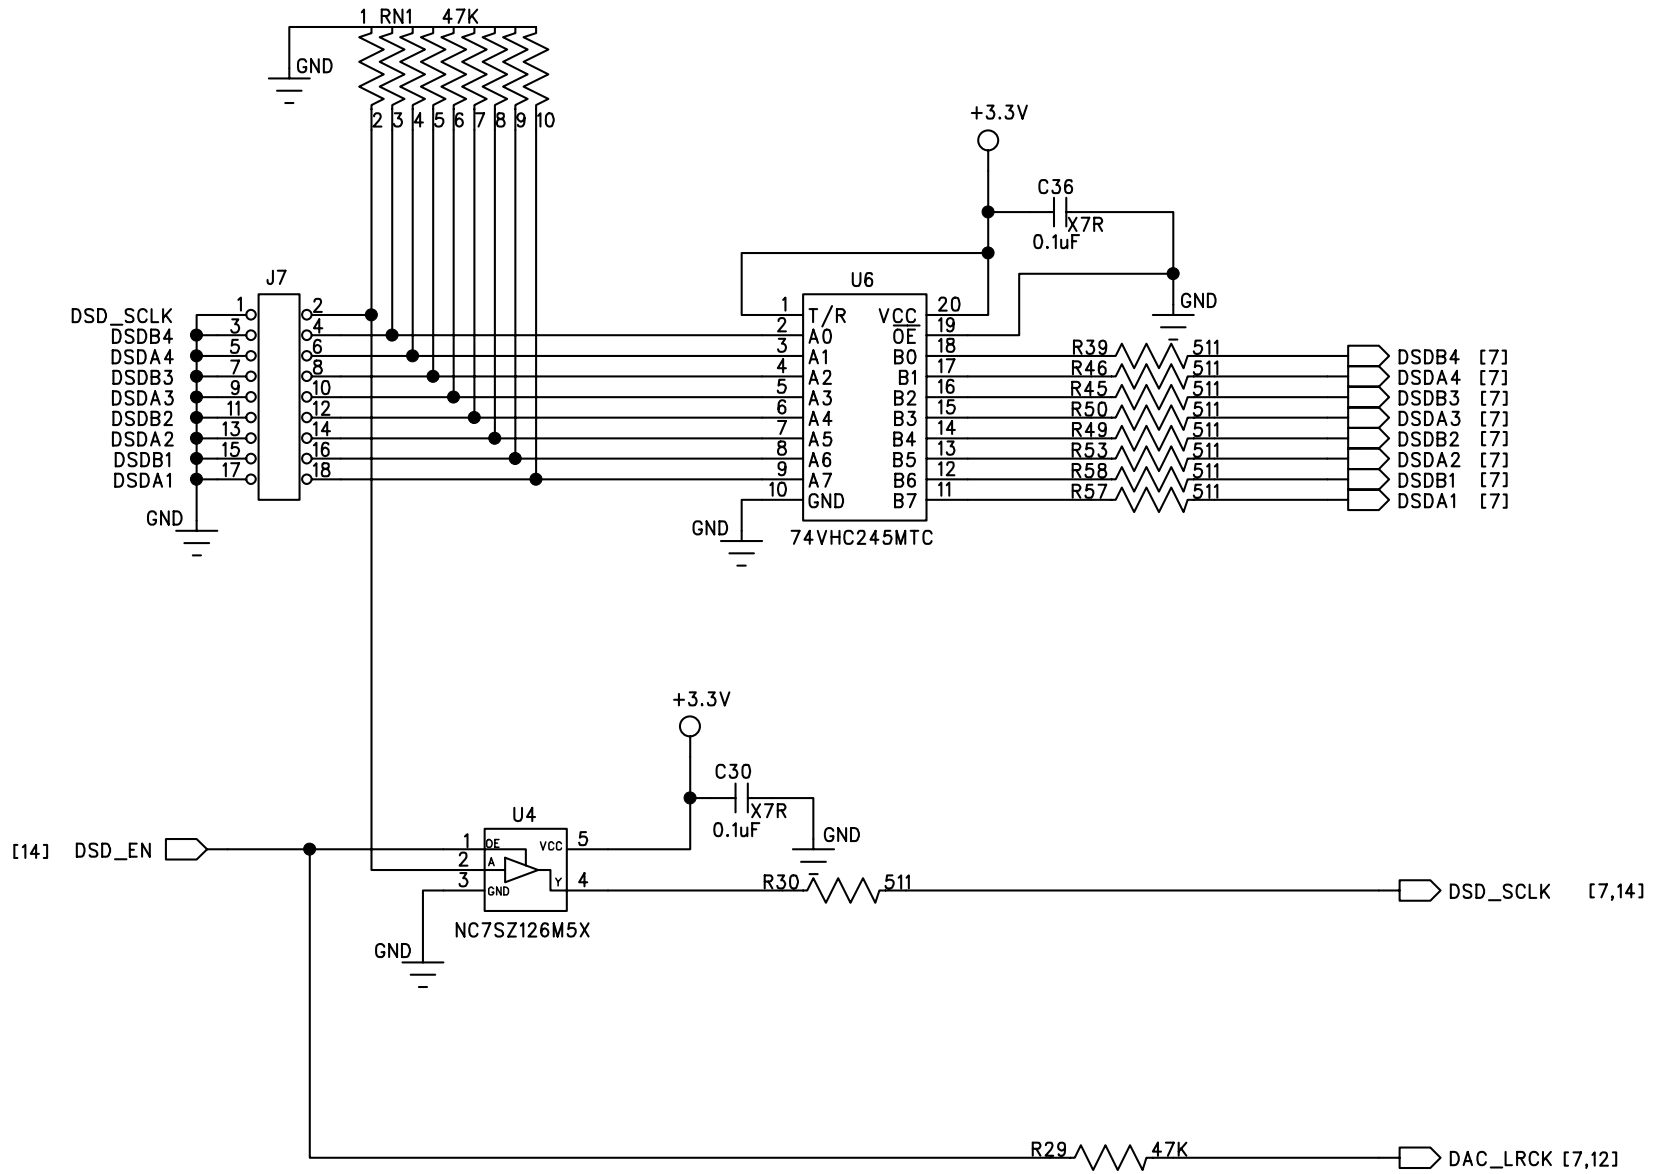 1 RN1 47K
GND
2 3 4 5 6 7 8 9 10
+3.3V
C36
X7R
0.1uF
GND
J7
DSD_SCLK 1 2
DSDB4 3 4
DSDA4 5 6
DSDB3 7 8
DSDA3 9 10
DSDB2 11 12
DSDA2 13 14
DSDB1 15 16
DSDA1 17 18
GND
U6
1 T/R VCC 20
2 A0 OE 19
3 A1 B0 18 R39 511 DSDB4 [7]
4 A2 B1 17 R46 511 DSDA4 [7]
5 A3 B2 16 R45 511 DSDB3 [7]
6 A4 B3 15 R50 511 DSDA3 [7]
7 A5 B4 14 R49 511 DSDB2 [7]
8 A6 B5 13 R53 511 DSDA2 [7]
9 A7 B6 12 R58 511 DSDB1 [7]
10 GND B7 11 R57 511 DSDA1 [7]
GND
74VHC245MTC
+3.3V
C30
X7R
0.1uF
GND
U4
[14] DSD_EN 1 OE VCC 5
2 A
3 GND Y 4 R30 511 DSD_SCLK [7,14]
NC7SZ126M5X
GND
R29 47K DAC_LRCK [7,12]